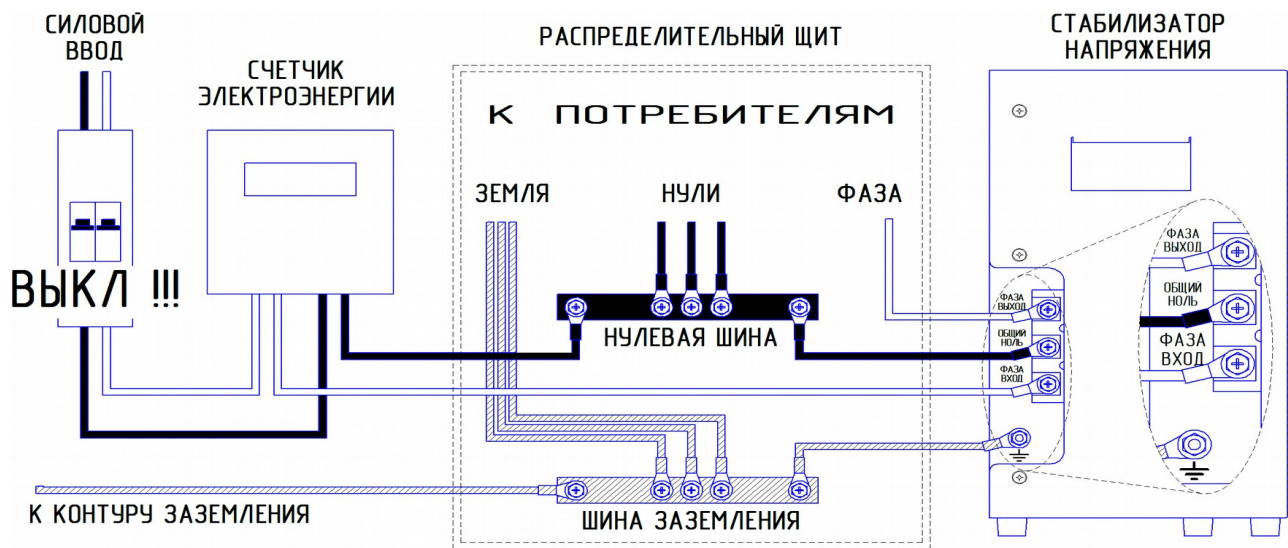 СИЛОВОЙ
ВВОД
СЧЕТЧИК
ЭЛЕКТРОЭНЕРГИИ
РАСПРЕДЕЛИТЕЛЬНЫЙ ЩИТ
СТАБИЛИЗАТОР
НАПРЯЖЕНИЯ
К ПОТРЕБИТЕЛЯМ
ЗЕМЛЯ
НУЛИ
ФАЗА
ВЫКЛ !!!
НУЛЕВАЯ ШИНА
ФАЗА
ВЫХОД
ОБЩИЙ
НОЛЬ
ФАЗА
ВХОД
ФАЗА
ВЫХОД
ОБЩИЙ
НОЛЬ
ФАЗА
ВХОД
К КОНТУРУ ЗАЗЕМЛЕНИЯ
ШИНА ЗАЗЕМЛЕНИЯ